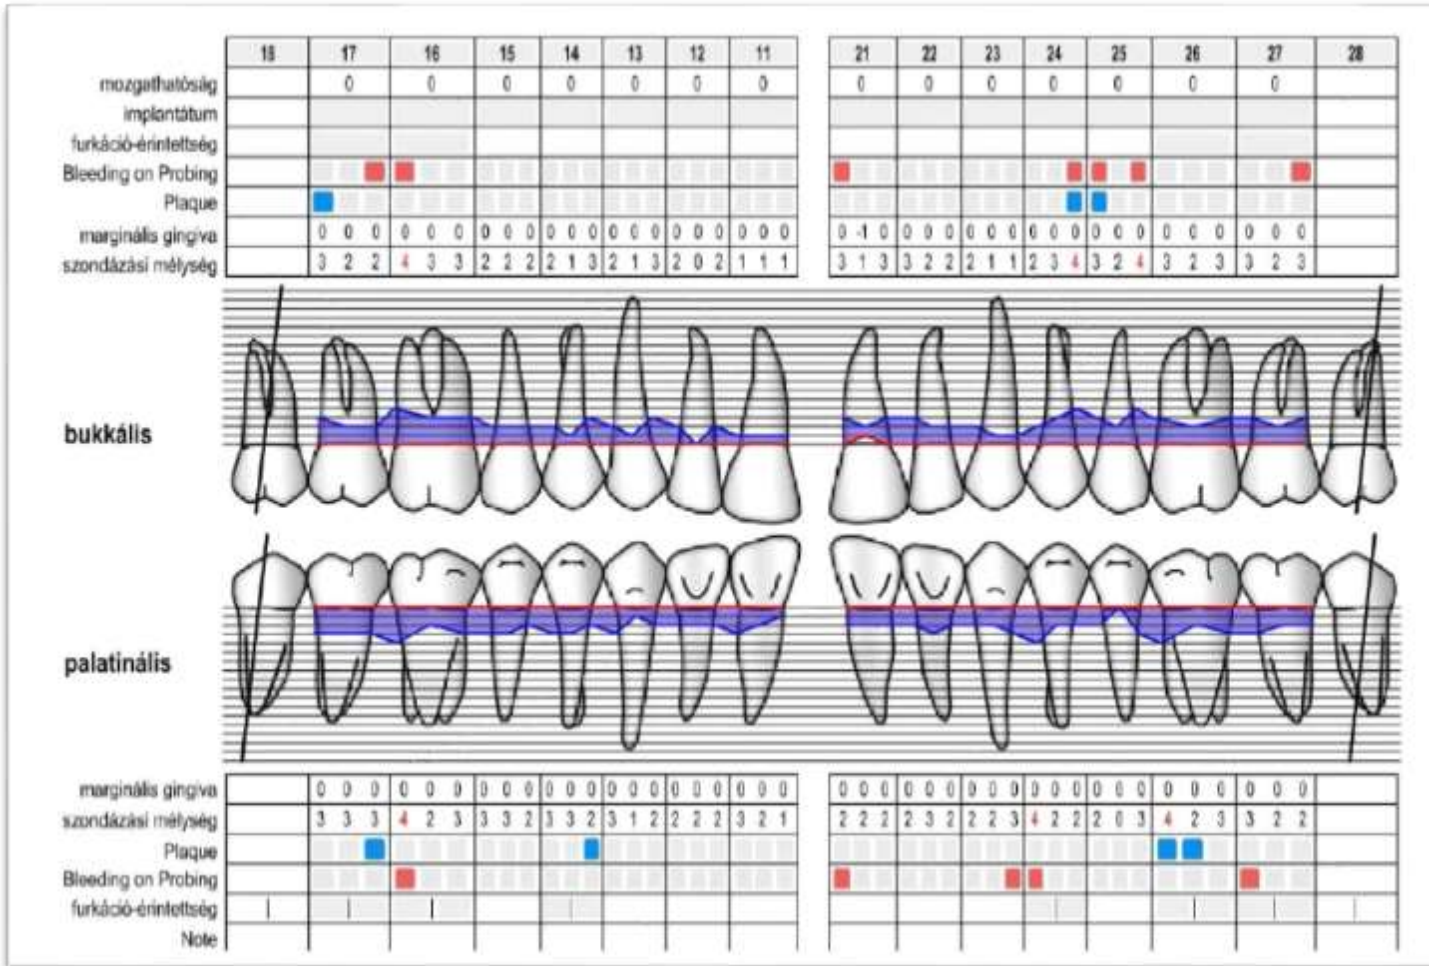 18 17 16 15 14 13 12 11 21 22 23 24 25 26 27 28
mozgathatóság 0 0 0 0 0 0 0 0 0 0 0 0 0 0
implantátum
furkáció-érintettség
Bleeding on Probing
Plaque
marginális gingiva 0 0 0 0 0 0 0 0 0 0 0 0 0 0 0 0 0 0 0 0 0 0 -1 0 0 0 0 0 0 0 0 0 0 0 0 0 0 0 0 0 0 0
szondázási mélység 3 2 2 4 3 3 2 2 2 2 1 3 2 1 3 2 0 2 1 1 1 3 1 3 3 2 2 2 1 1 2 3 4 3 2 4 3 2 3 3 2 3
bukkális
palatinális
marginális gingiva 0 0 0 0 0 0 0 0 0 0 0 0 0 0 0 0 0 0 0 0 0 0 0 0 0 0 0 0 0 0 0 0 0 0 0 0 0 0 0 0 0 0
szondázási mélység 3 3 3 4 2 3 3 3 2 3 3 2 3 1 2 2 2 2 3 2 1 2 2 2 2 3 2 2 2 3 4 2 2 2 0 3 4 2 3 3 2 2
Plaque
Bleeding on Probing
furkáció-érintettség
Note